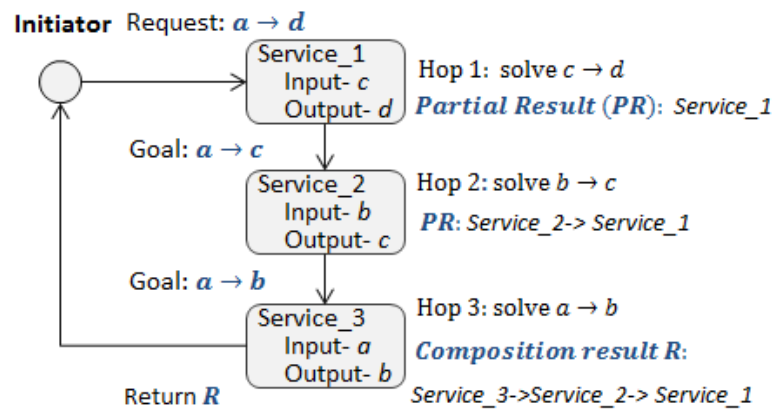 Initiator Request: a → d
Service_1
Input- c
Output- d
Hop 1: solve c → d
Partial Result (PR): Service_1
Goal: a → c
Service_2
Input- b
Output- c
Hop 2: solve b → c
PR: Service_2-> Service_1
Goal: a → b
Service_3
Input- a
Output- b
Hop 3: solve a → b
Composition result R:
Service_3->Service_2-> Service_1
Return R